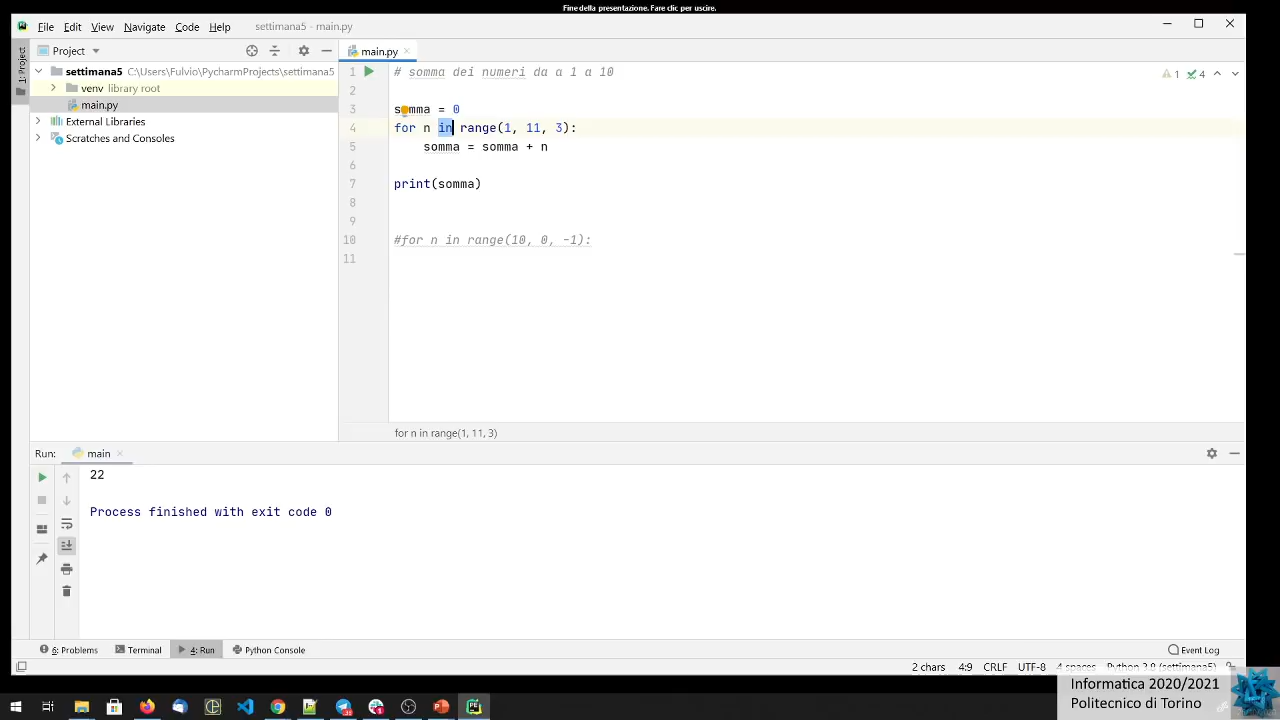 Fine della presentazione. Fare clic per uscire.
File Edit View Navigate Code Help settimana5 - main.py
1: Project
Project
main.py
settimana5 C:\Users\Fulvio\PycharmProjects\settimana5
venv library root
main.py
External Libraries
Scratches and Consoles
1 # somma dei numeri da a 1 a 10
1 4
2
3 somma = 0
4 for n in range(1, 11, 3):
5 somma = somma + n
6
7 print(somma)
8
9
10 #for n in range(10, 0, -1):
11
for n in range(1, 11, 3)
Run: main
22
Process finished with exit code 0
6: Problems Terminal 4: Run Python Console Event Log
2 chars 4:9 CRLF UTF-8 4 spaces (settimana5)
Informatica 2020/2021
Politecnico di Torino